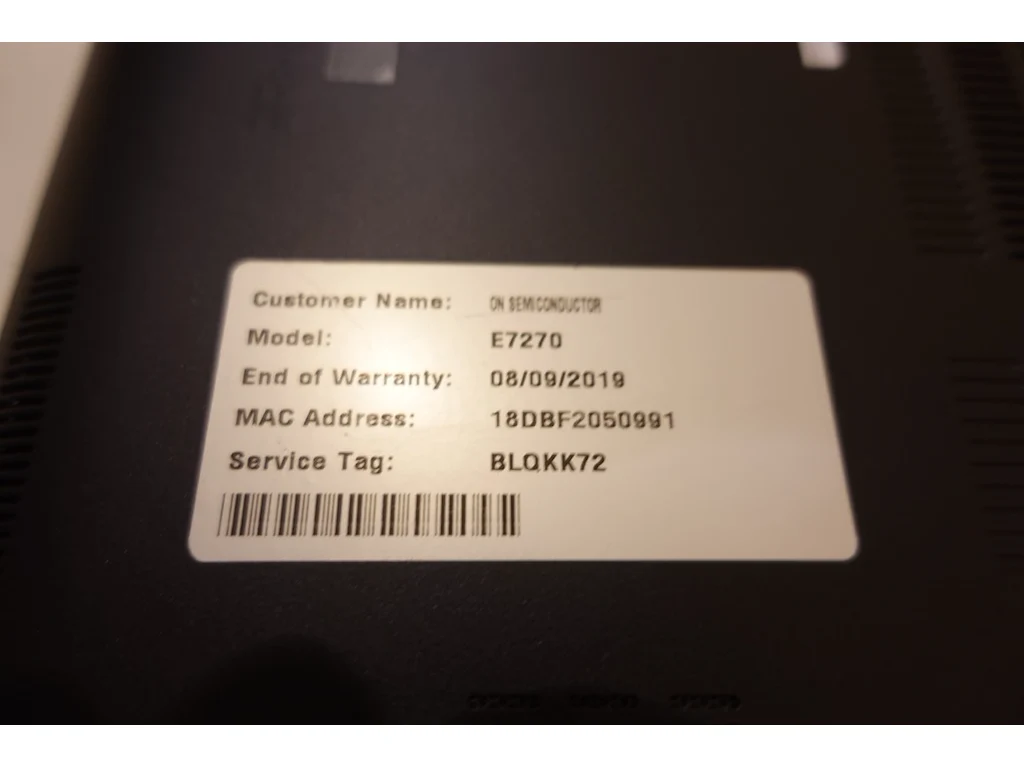 Customer Name: ON SEMICONDUCTOR
Model: E7270
End of Warranty: 08/09/2019
MAC Address: 18DBF2050991
Service Tag: BLQKK72